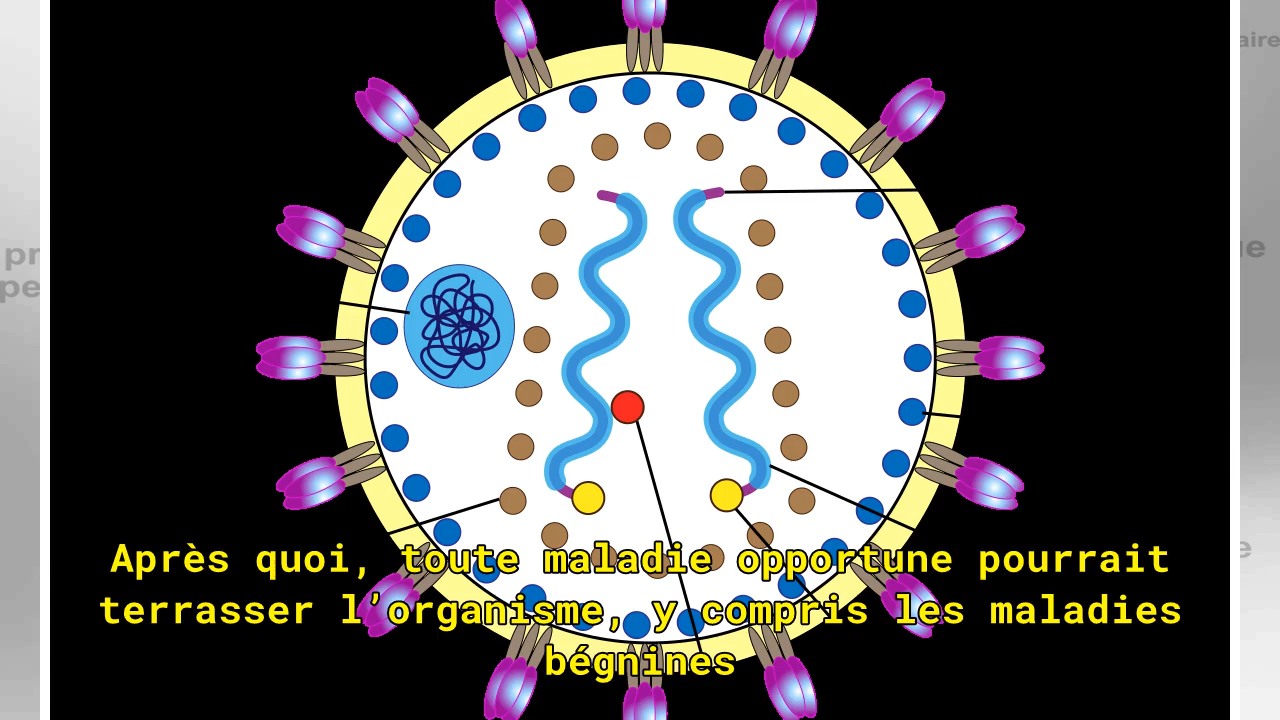 Après quoi, toute maladie opportune pourrait
terrasser l’organisme, y compris les maladies
bégnines